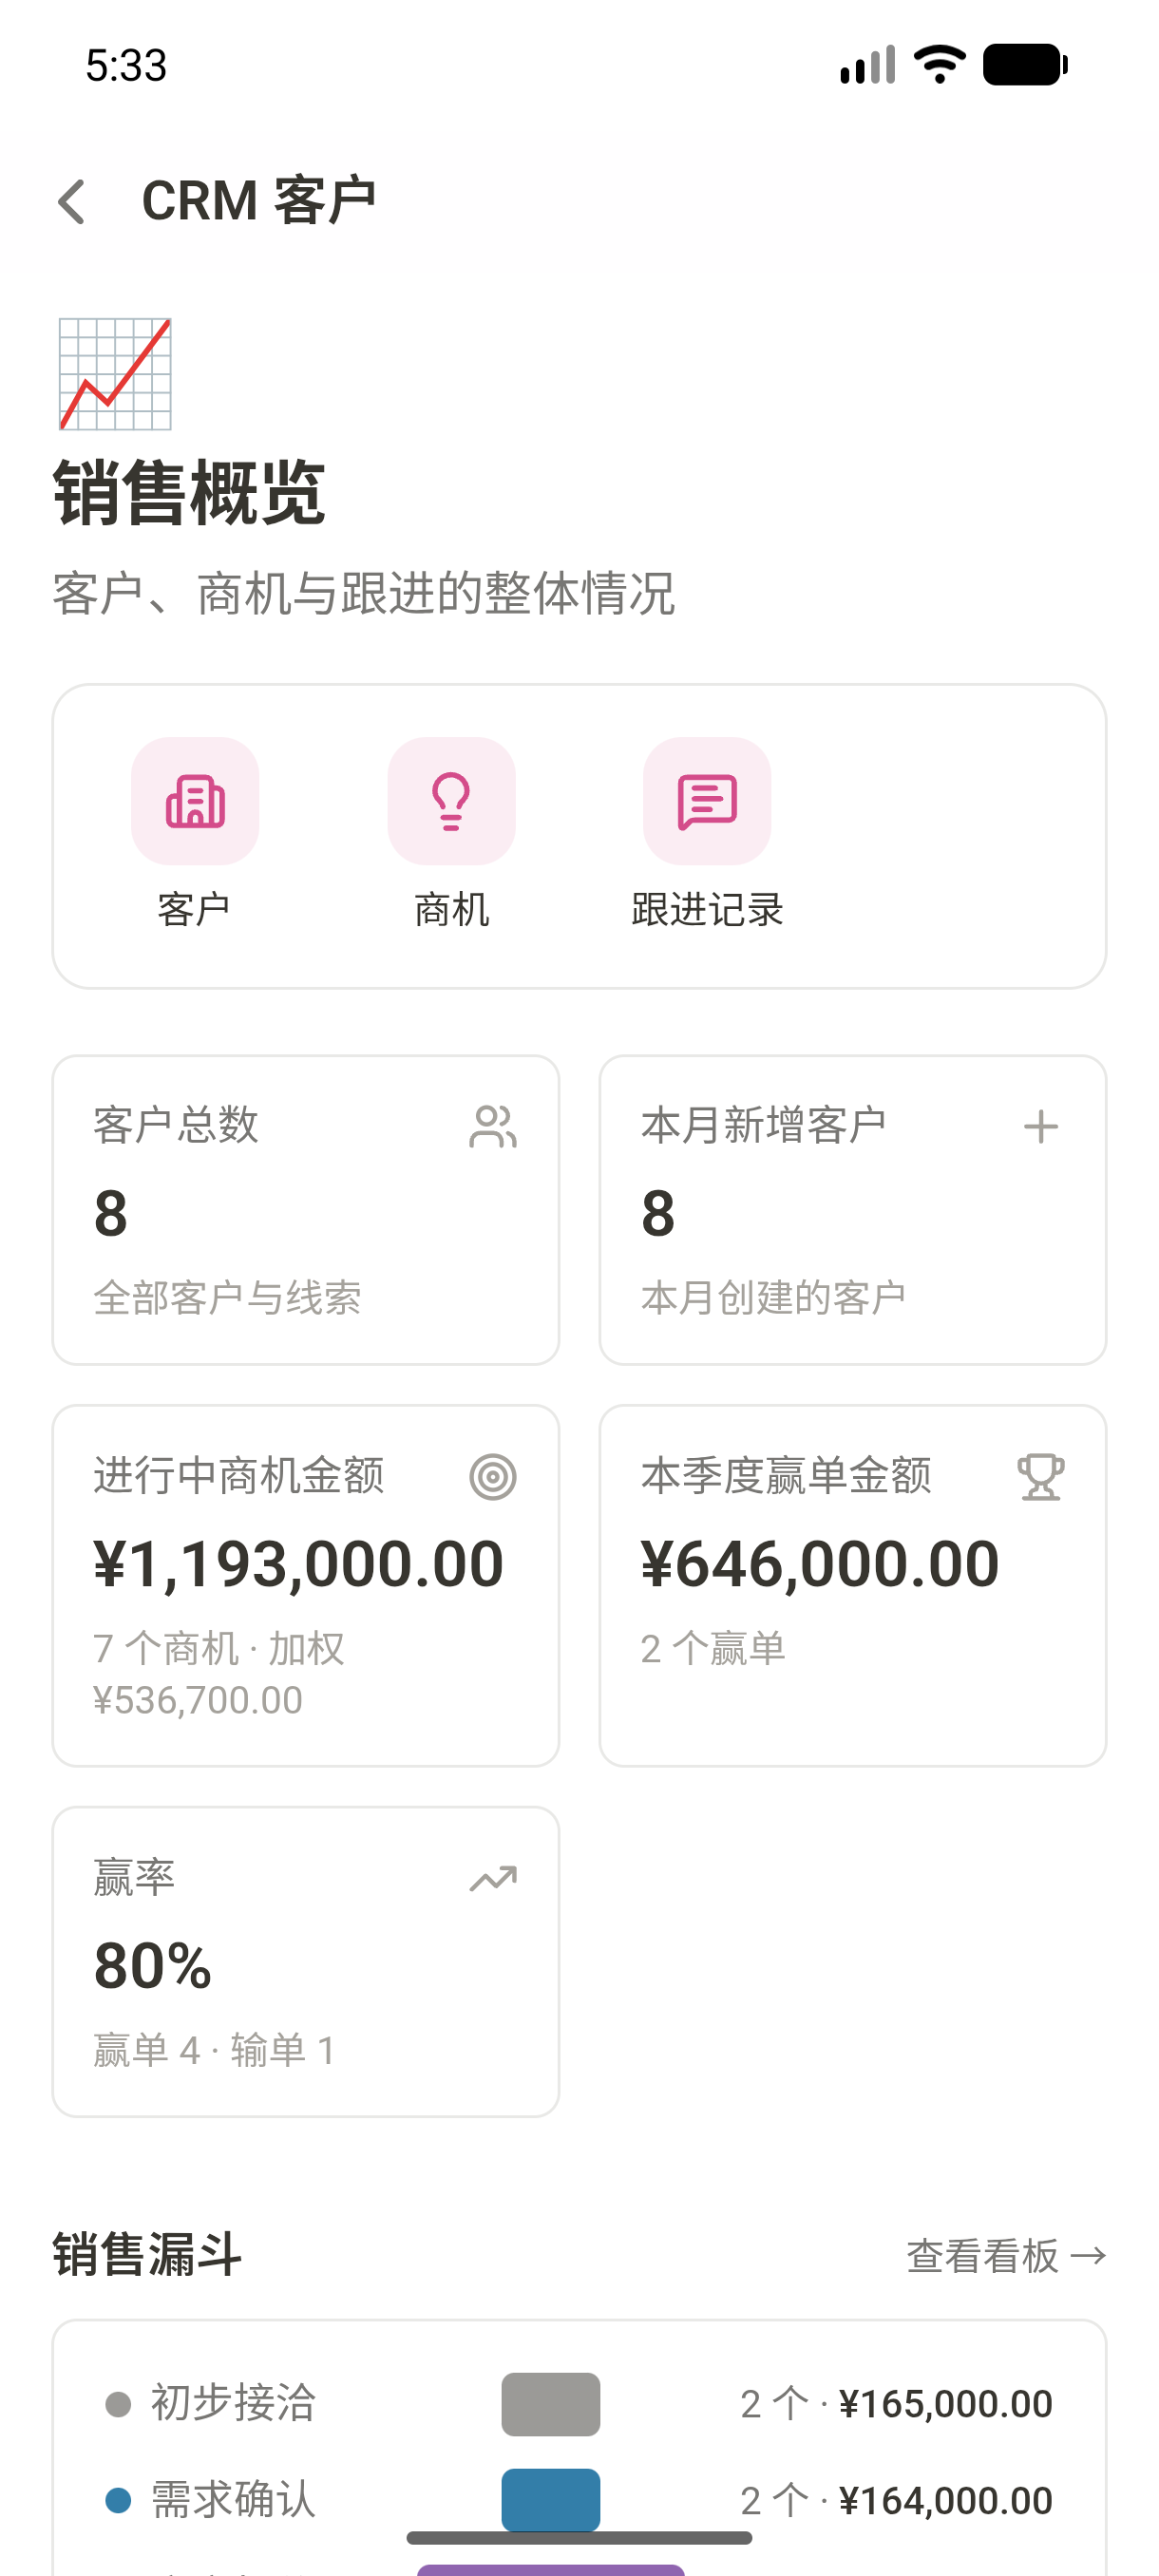 5:33
CRM 客户
销售概览
客户、商机与跟进的整体情况
客户
商机
跟进记录
客户总数
8
全部客户与线索
本月新增客户
8
本月创建的客户
进行中商机金额
¥1,193,000.00
7 个商机 · 加权
¥536,700.00
本季度赢单金额
¥646,000.00
2 个赢单
赢率
80%
赢单 4 · 输单 1
销售漏斗
查看看板 →
初步接洽
2 个 · ¥165,000.00
需求确认
2 个 · ¥164,000.00